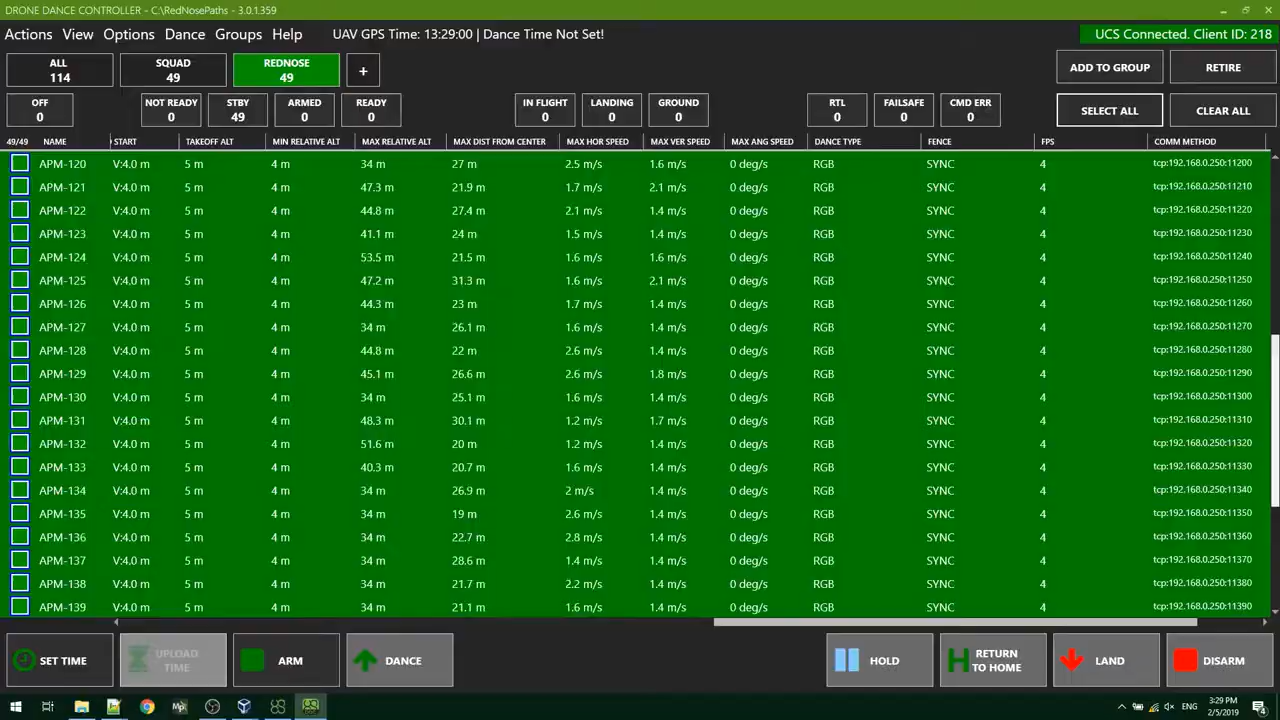 DRONE DANCE CONTROLLER - C:\RedNosePaths - 3.0.1.359
Actions View Options Dance Groups Help UAV GPS Time: 13:29:00 | Dance Time Not Set! UCS Connected. Client ID: 218
ALL 114 SQUAD 49 REDNOSE 49 + ADD TO GROUP RETIRE
OFF 0 NOT READY 0 STBY 49 ARMED 0 READY 0 IN FLIGHT 0 LANDING 0 GROUND 0 RTL 0 FAILSAFE 0 CMD ERR 0 SELECT ALL CLEAR ALL
49/49 NAME START TAKEOFF ALT MIN RELATIVE ALT MAX RELATIVE ALT MAX DIST FROM CENTER MAX HOR SPEED MAX VER SPEED MAX ANG SPEED DANCE TYPE FENCE FPS COMM METHOD
APM-120 V:4.0 m 5 m 4 m 34 m 27 m 2.5 m/s 1.6 m/s 0 deg/s RGB SYNC 4 tcp:192.168.0.250:11200
APM-121 V:4.0 m 5 m 4 m 47.3 m 21.9 m 1.7 m/s 2.1 m/s 0 deg/s RGB SYNC 4 tcp:192.168.0.250:11210
APM-122 V:4.0 m 5 m 4 m 44.8 m 27.4 m 2.1 m/s 1.4 m/s 0 deg/s RGB SYNC 4 tcp:192.168.0.250:11220
APM-123 V:4.0 m 5 m 4 m 41.1 m 24 m 1.5 m/s 1.4 m/s 0 deg/s RGB SYNC 4 tcp:192.168.0.250:11230
APM-124 V:4.0 m 5 m 4 m 53.5 m 21.5 m 1.6 m/s 1.4 m/s 0 deg/s RGB SYNC 4 tcp:192.168.0.250:11240
APM-125 V:4.0 m 5 m 4 m 47.2 m 31.3 m 1.6 m/s 2.1 m/s 0 deg/s RGB SYNC 4 tcp:192.168.0.250:11250
APM-126 V:4.0 m 5 m 4 m 44.3 m 23 m 1.7 m/s 1.4 m/s 0 deg/s RGB SYNC 4 tcp:192.168.0.250:11260
APM-127 V:4.0 m 5 m 4 m 34 m 26.1 m 1.6 m/s 1.4 m/s 0 deg/s RGB SYNC 4 tcp:192.168.0.250:11270
APM-128 V:4.0 m 5 m 4 m 44.8 m 22 m 2.6 m/s 1.4 m/s 0 deg/s RGB SYNC 4 tcp:192.168.0.250:11280
APM-129 V:4.0 m 5 m 4 m 45.1 m 26.6 m 2.6 m/s 1.8 m/s 0 deg/s RGB SYNC 4 tcp:192.168.0.250:11290
APM-130 V:4.0 m 5 m 4 m 34 m 25.1 m 1.6 m/s 1.4 m/s 0 deg/s RGB SYNC 4 tcp:192.168.0.250:11300
APM-131 V:4.0 m 5 m 4 m 48.3 m 30.1 m 1.2 m/s 1.7 m/s 0 deg/s RGB SYNC 4 tcp:192.168.0.250:11310
APM-132 V:4.0 m 5 m 4 m 51.6 m 20 m 1.2 m/s 1.4 m/s 0 deg/s RGB SYNC 4 tcp:192.168.0.250:11320
APM-133 V:4.0 m 5 m 4 m 40.3 m 20.7 m 1.6 m/s 1.4 m/s 0 deg/s RGB SYNC 4 tcp:192.168.0.250:11330
APM-134 V:4.0 m 5 m 4 m 34 m 26.9 m 2 m/s 1.4 m/s 0 deg/s RGB SYNC 4 tcp:192.168.0.250:11340
APM-135 V:4.0 m 5 m 4 m 34 m 19 m 2.6 m/s 1.4 m/s 0 deg/s RGB SYNC 4 tcp:192.168.0.250:11350
APM-136 V:4.0 m 5 m 4 m 34 m 22.7 m 2.8 m/s 1.4 m/s 0 deg/s RGB SYNC 4 tcp:192.168.0.250:11360
APM-137 V:4.0 m 5 m 4 m 34 m 28.6 m 1.4 m/s 1.4 m/s 0 deg/s RGB SYNC 4 tcp:192.168.0.250:11370
APM-138 V:4.0 m 5 m 4 m 34 m 21.7 m 2.2 m/s 1.4 m/s 0 deg/s RGB SYNC 4 tcp:192.168.0.250:11380
APM-139 V:4.0 m 5 m 4 m 34 m 21.1 m 1.6 m/s 1.4 m/s 0 deg/s RGB SYNC 4 tcp:192.168.0.250:11390
SET TIME UPLOAD TIME ARM DANCE HOLD RETURN TO HOME LAND DISARM
ENG 3:29 PM
2/5/2019